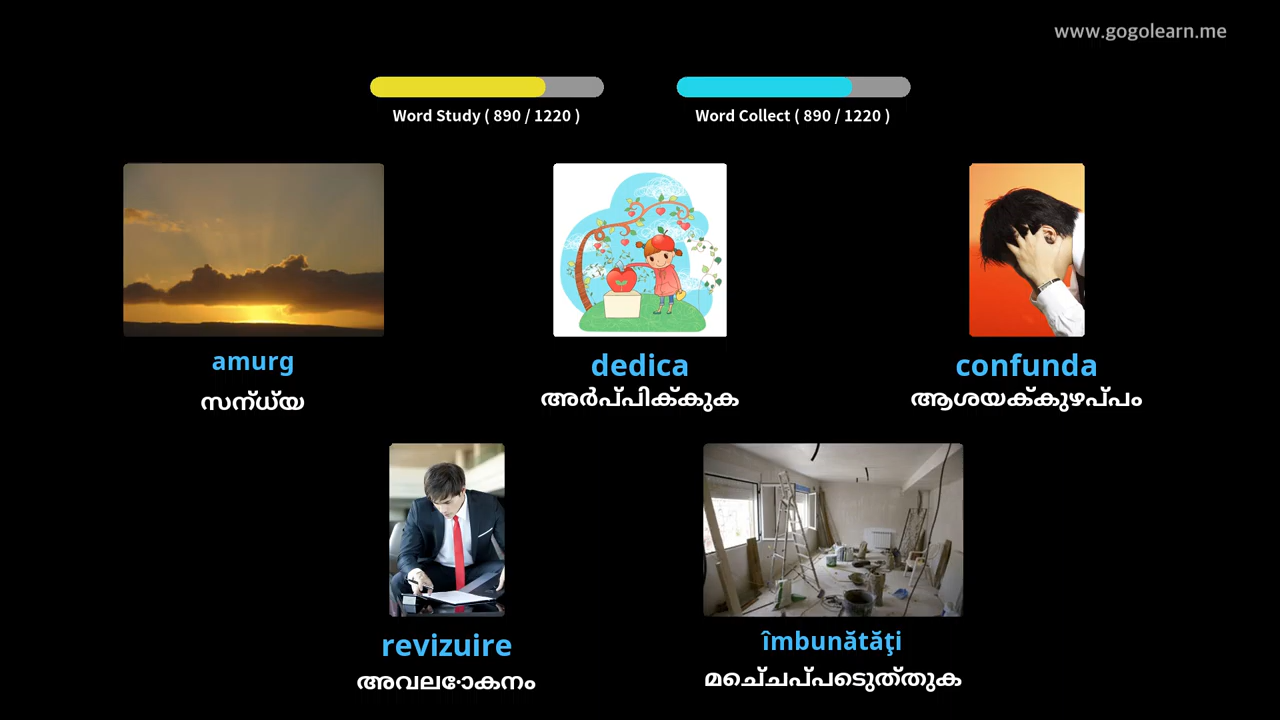 www.gogolearn.me
Word Study ( 890 / 1220 )
Word Collect ( 890 / 1220 )
amurg
സന്ധ്യ
dedica
അർപ്പിക്കുക
confunda
ആശയക്കുഴപ്പം
revizuire
അവലോകനം
îmbunătăţi
മെച്ചപ്പെടുത്തുക